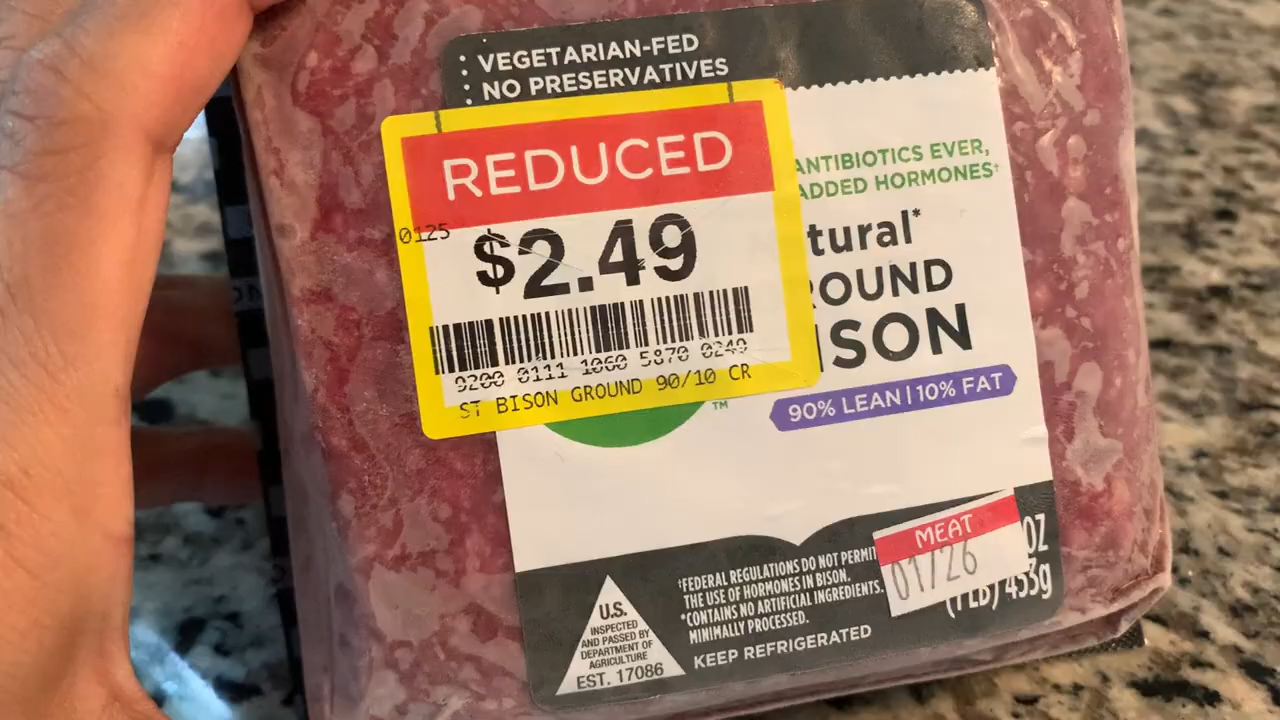 VEGETARIAN-FED
NO PRESERVATIVES
REDUCED
0125
$2.49
9200 0111 1060 5870 0249
ST BISON GROUND 90/10 CR
ANTIBIOTICS EVER,
ADDED HORMONES†
tural*
ROUND
ISON
TM
90% LEAN | 10% FAT
MEAT
01/26
OZ
(1LB) 453g
†FEDERAL REGULATIONS DO NOT PERMIT
THE USE OF HORMONES IN BISON.
*CONTAINS NO ARTIFICIAL INGREDIENTS.
MINIMALLY PROCESSED.
KEEP REFRIGERATED
U.S.
INSPECTED
AND PASSED BY
DEPARTMENT OF
AGRICULTURE
EST. 17086